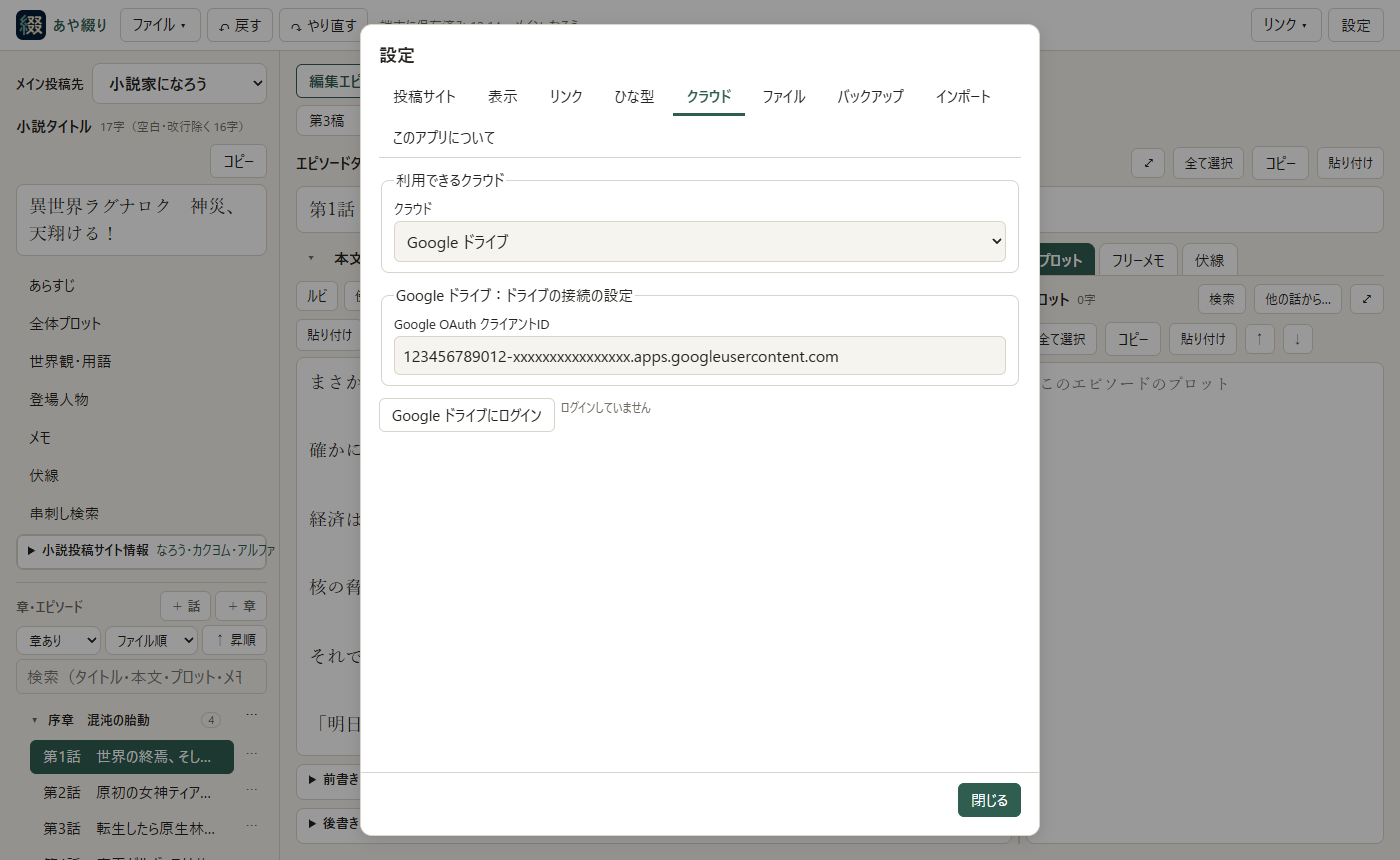 綴 あや綴り ファイル ▾ ↶ 戻す ↷ やり直す リンク ▾ 設定
メイン投稿先 小説家になろう
小説タイトル 17字（空白・改行除く16字）
コピー
異世界ラグナロク　神災、
天翔ける！
あらすじ
全体プロット
世界観・用語
登場人物
メモ
伏線
串刺し検索
▶ 小説投稿サイト情報 なろう・カクヨム・アルファ
章・エピソード ＋ 話 ＋ 章
章あり ファイル順 ↑ 昇順
検索（タイトル・本文・プロット・メモ
▾ 序章　混沌の胎動 4 …
第1話　世界の終焉、そし... …
第2話　原初の女神ティア... …
第3話　転生したら原生林... …
編集エピ
第3稿
エピソードタ
第1話
▾ 本文
ルビ
貼り付け
まさか
確かに
経済は
核の脅
それで
「明日
▶ 前書き
▶ 後書き
設定
投稿サイト 表示 リンク ひな型 クラウド ファイル バックアップ インポート
このアプリについて
利用できるクラウド
クラウド
Google ドライブ
Google ドライブ：ドライブの接続の設定
Google OAuth クライアントID
123456789012-xxxxxxxxxxxxxxxx.apps.googleusercontent.com
Google ドライブにログイン ログインしていません
閉じる
⤢ 全て選択 コピー 貼り付け
プロット フリーメモ 伏線
ロット 0字 検索 他の話から... ⤢
全て選択 コピー 貼り付け ↑ ↓
このエピソードのプロット